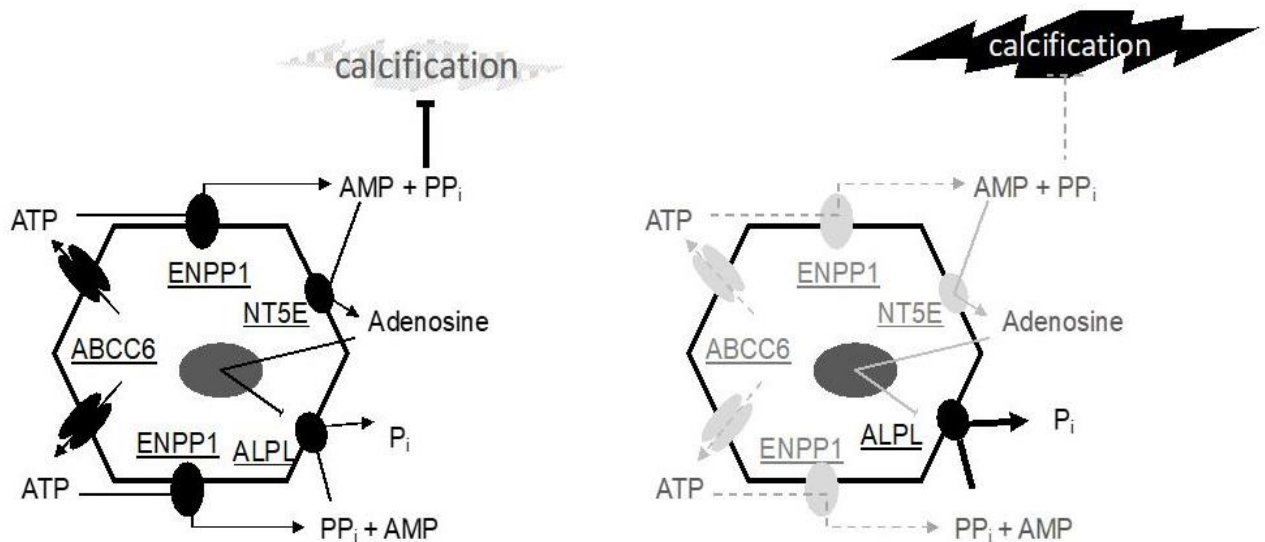 calcification
AMP + PPi
ATP
ENPP1
NT5E
Adenosine
ABCC6
ENPP1
ALPL
Pi
ATP
PPi + AMP
calcification
AMP + PPi
ATP
ENPP1
NT5E
Adenosine
ABCC6
ALPL
Pi
ENPP1
ATP
PPi + AMP